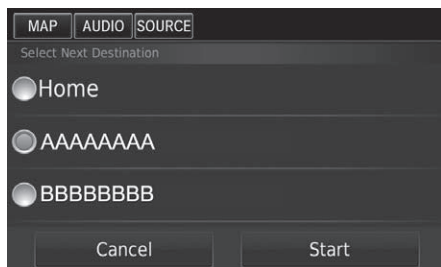 MAP AUDIO SOURCE
Select Next Destination
Home
AAAAAAAA
BBBBBBBB
Cancel Start